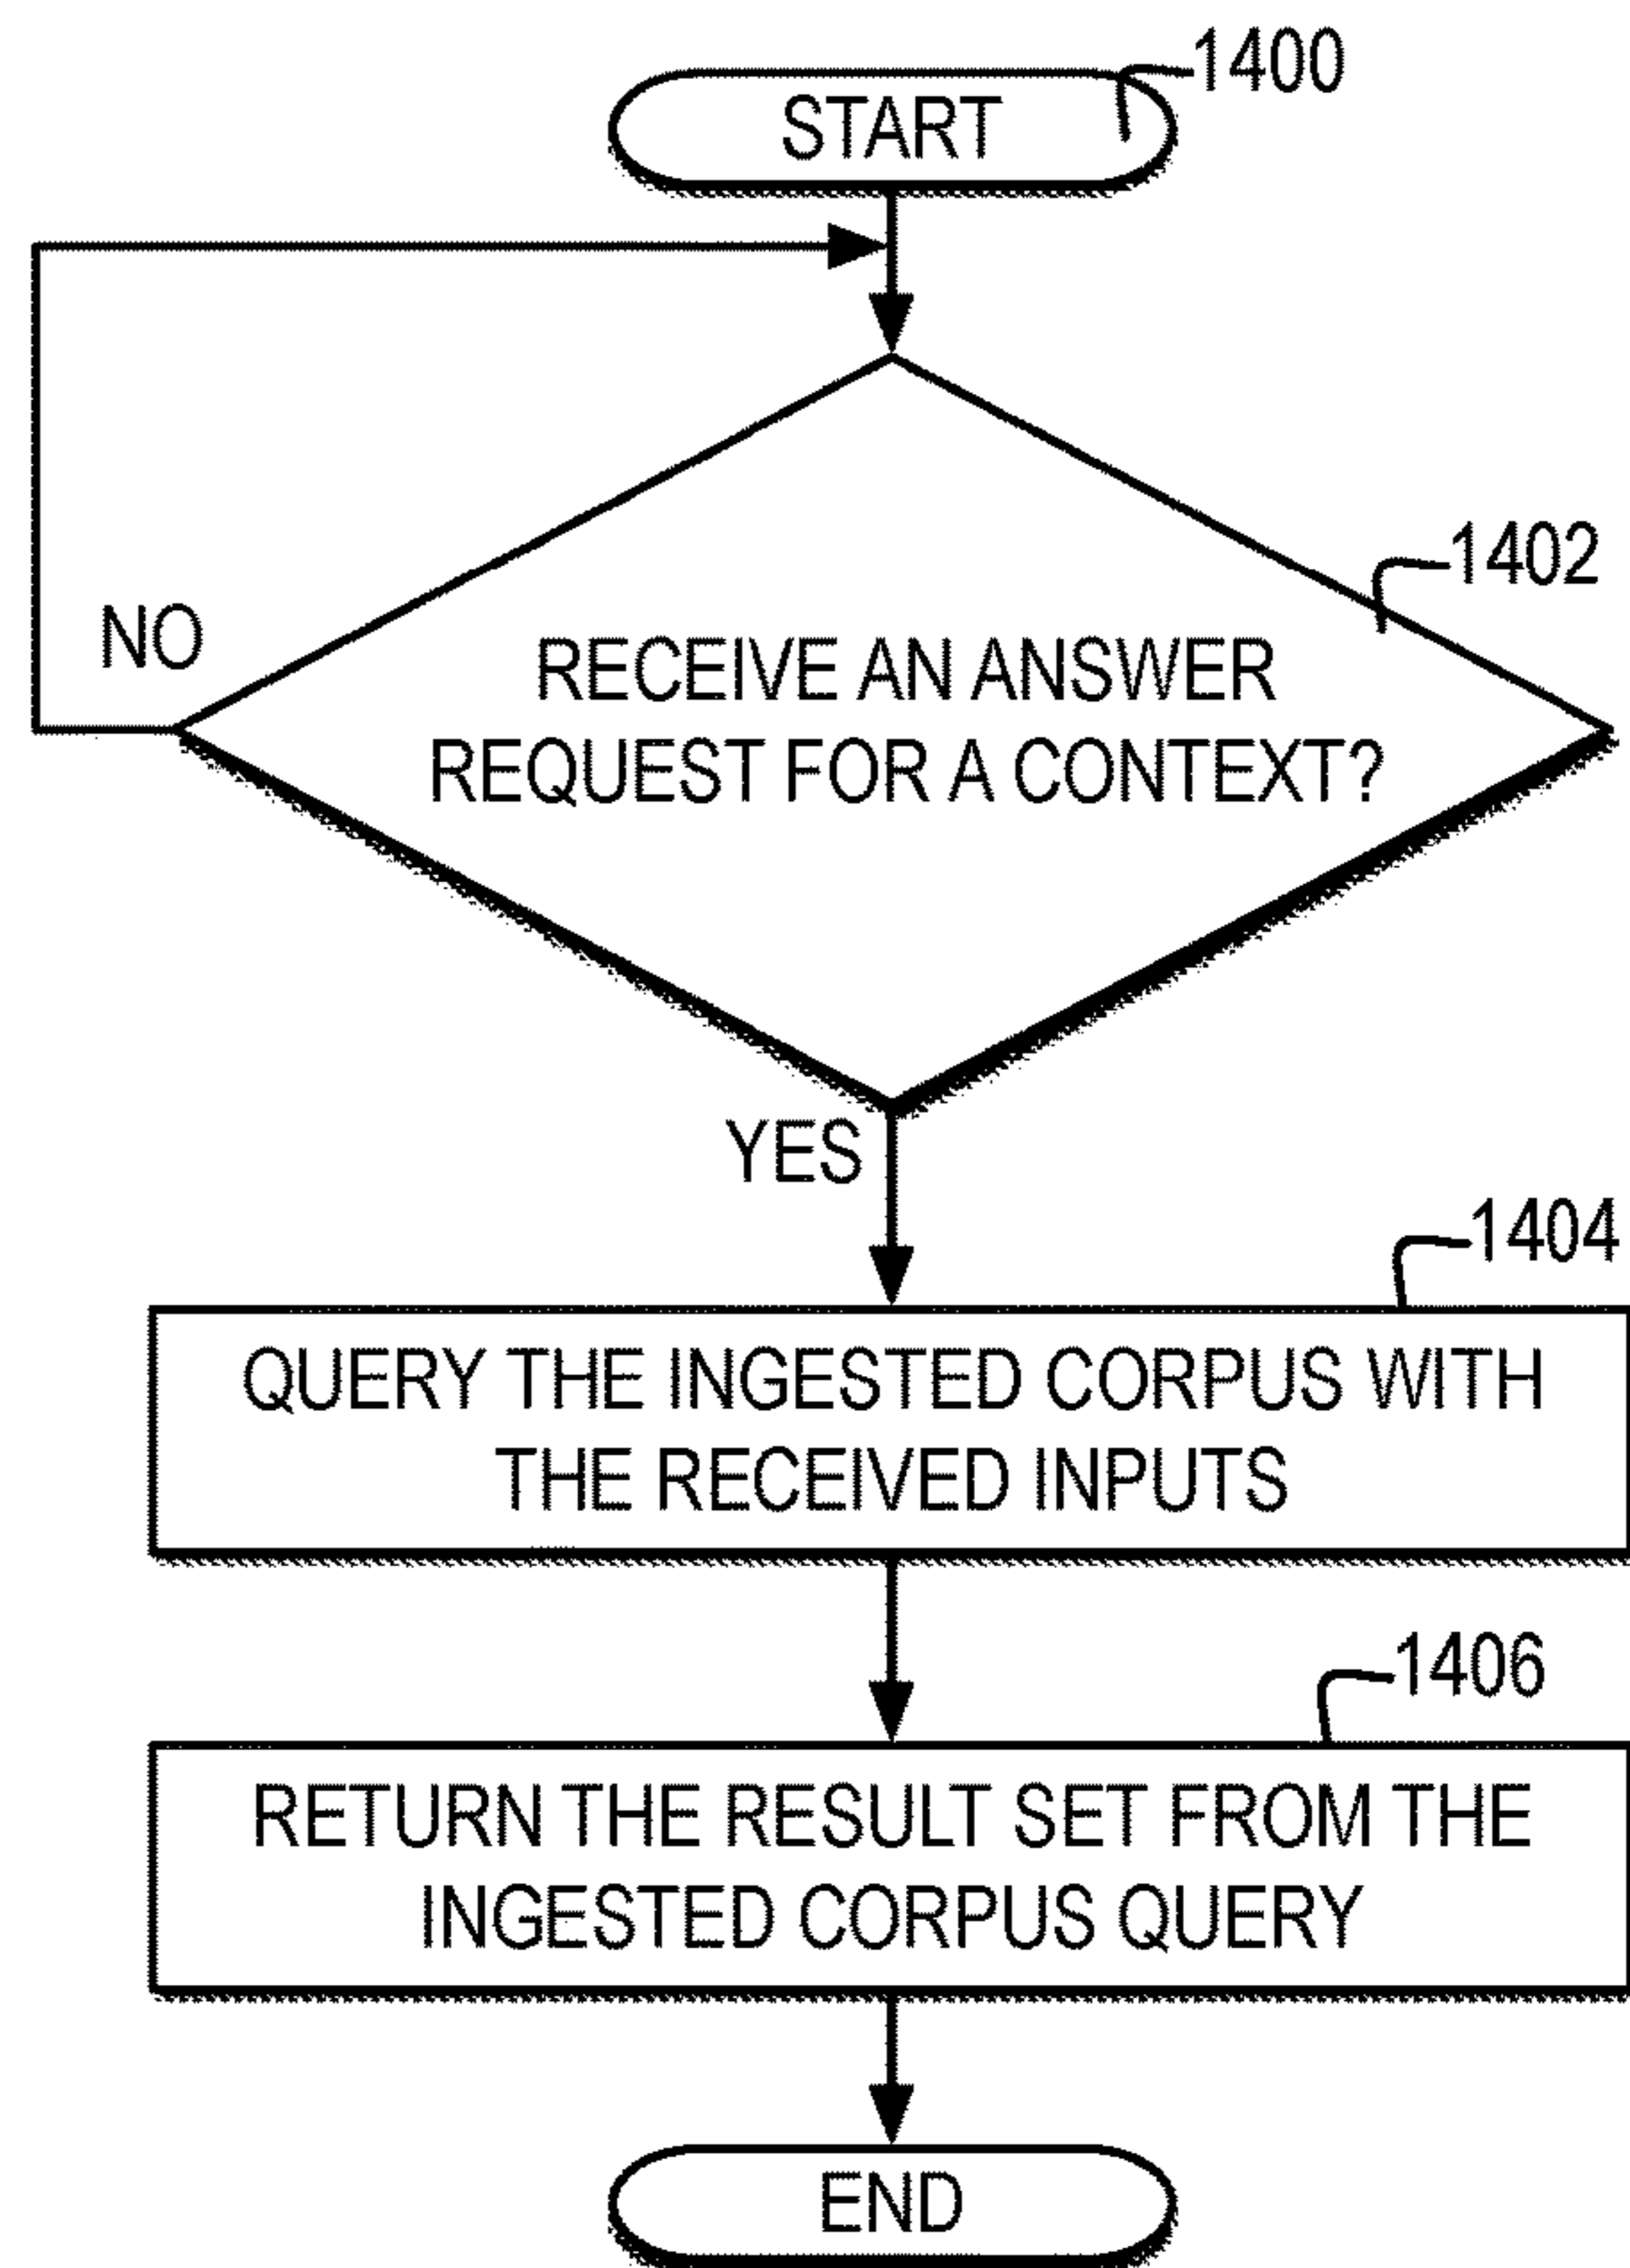 1400
START
1402
NO
RECEIVE AN ANSWER
REQUEST FOR A CONTEXT?
YES
1404
QUERY THE INGESTED CORPUS WITH
THE RECEIVED INPUTS
1406
RETURN THE RESULT SET FROM THE
INGESTED CORPUS QUERY
END